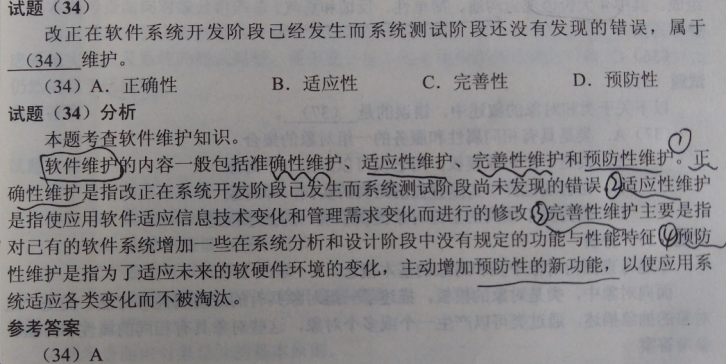 试题（34）
改正在软件系统开发阶段已经发生而系统测试阶段还没有发现的错误，属于
（34） 维护。
（34）A．正确性 B．适应性 C．完善性 D．预防性
试题（34）分析
本题考查软件维护知识。
软件维护的内容一般包括准确性维护、适应性维护、完善性维护和预防性维护。①正
确性维护是指改正在系统开发阶段已发生而系统测试阶段尚未发现的错误②适应性维护
是指使应用软件适应信息技术变化和管理需求变化而进行的修改③完善性维护主要是指
对已有的软件系统增加一些在系统分析和设计阶段中没有规定的功能与性能特征④预防
性维护是指为了适应未来的软硬件环境的变化，主动增加预防性的新功能，以使应用系
统适应各类变化而不被淘汰。
参考答案
（34）A